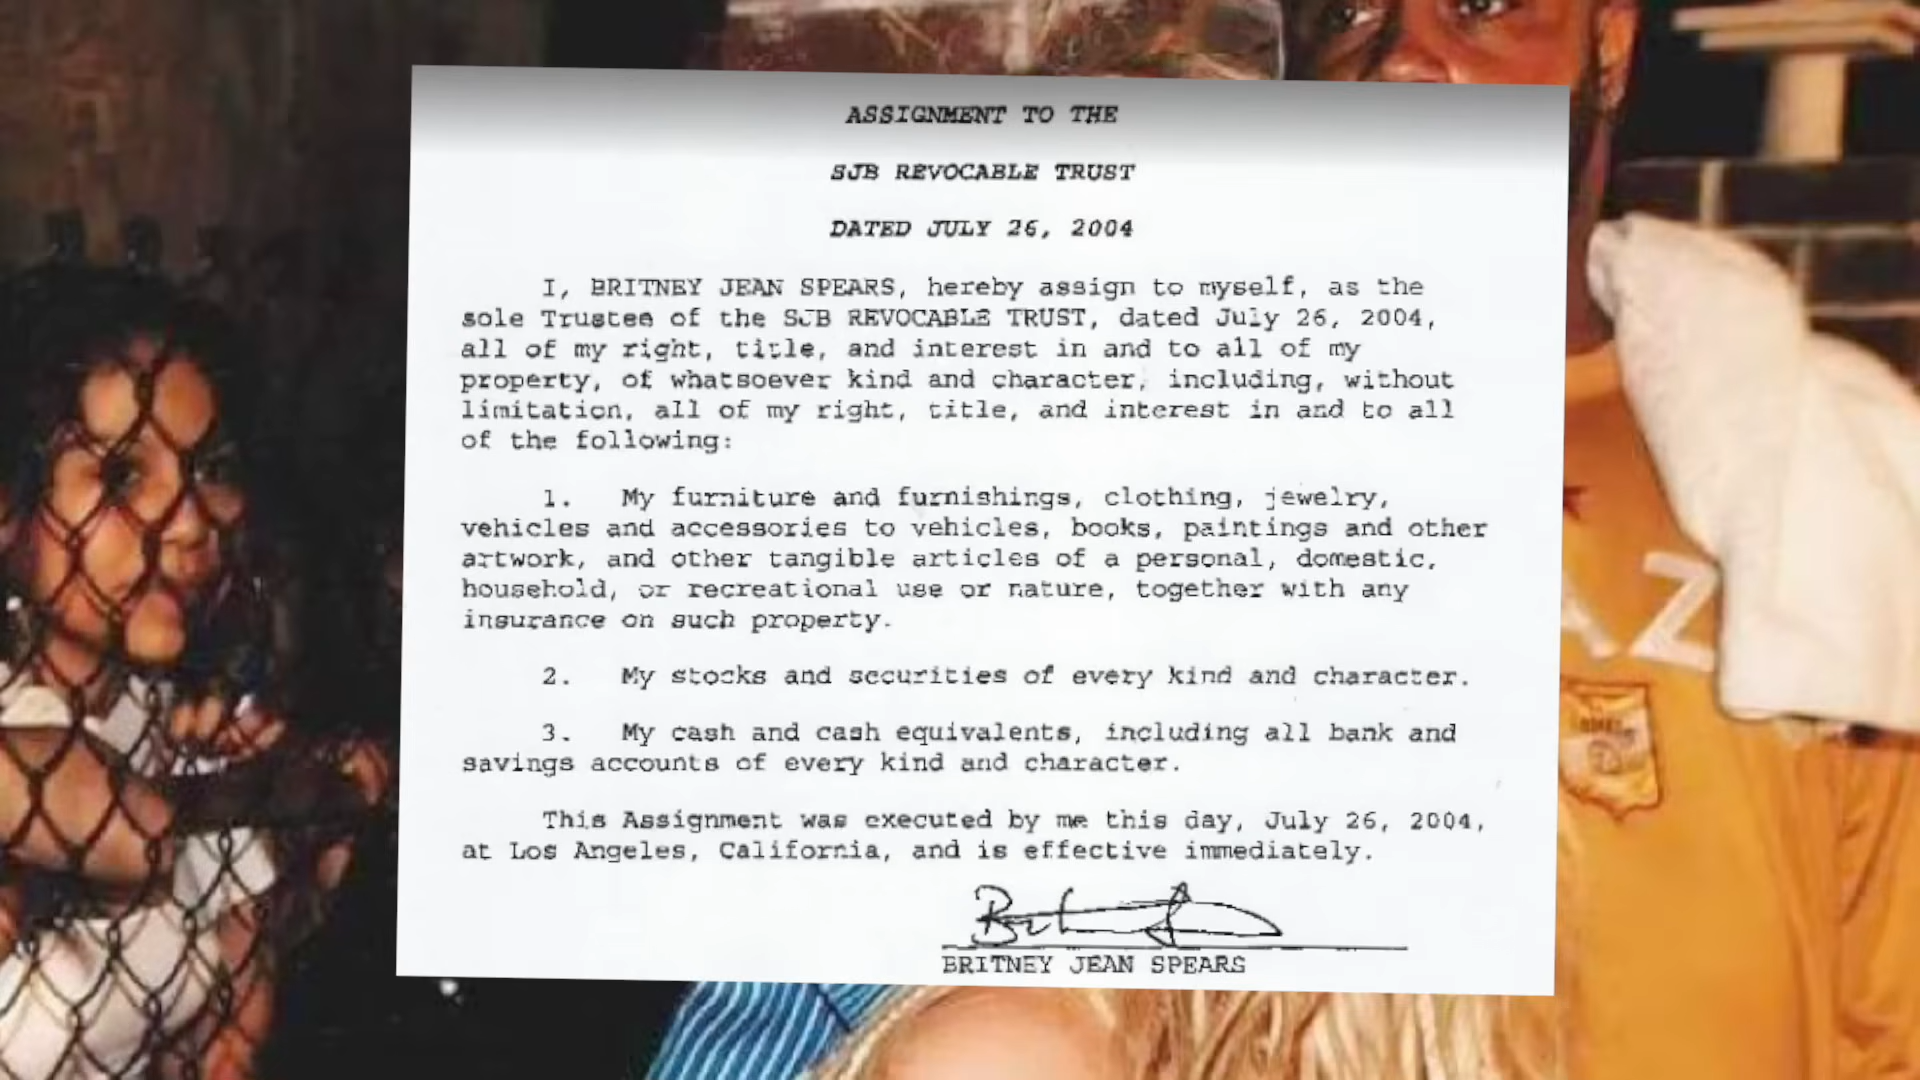 ASSIGNMENT TO THE
SJB REVOCABLE TRUST
DATED JULY 26, 2004
I, BRITNEY JEAN SPEARS, hereby assign to myself, as the
sole Trustee of the SJB REVOCABLE TRUST, dated July 26, 2004,
all of my right, title, and interest in and to all of my
property, of whatsoever kind and character, including, without
limitation, all of my right, title, and interest in and to all
of the following:
1. My furniture and furnishings, clothing, jewelry,
vehicles and accessories to vehicles, books, paintings and other
artwork, and other tangible articles of a personal, domestic,
household, or recreational use or nature, together with any
insurance on such property.
2. My stocks and securities of every kind and character.
3. My cash and cash equivalents, including all bank and
savings accounts of every kind and character.
This Assignment was executed by me this day, July 26, 2004,
at Los Angeles, California, and is effective immediately.
BRITNEY JEAN SPEARS
AZ